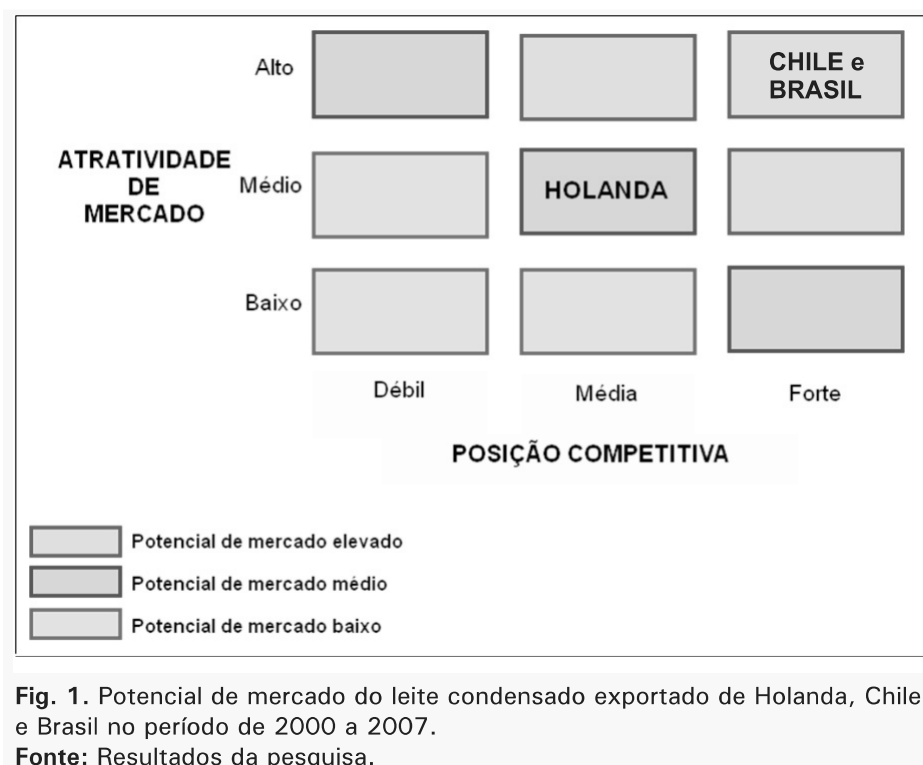 Alto
CHILE e
BRASIL
ATRATIVIDADE
DE
MERCADO
Médio
HOLANDA
Baixo
Débil
Média
Forte
POSIÇÃO COMPETITIVA
Potencial de mercado elevado
Potencial de mercado médio
Potencial de mercado baixo
Fig. 1. Potencial de mercado do leite condensado exportado de Holanda, Chile
e Brasil no período de 2000 a 2007.
Fonte: Resultados da pesquisa.